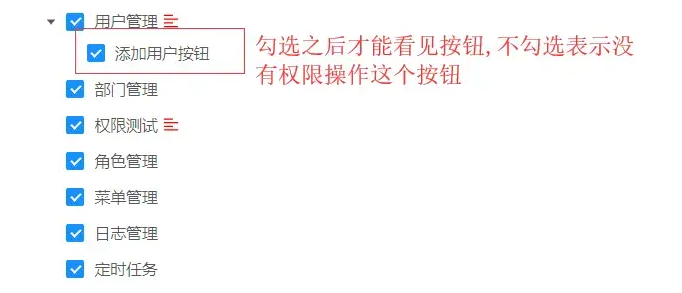 用户管理
添加用户按钮
勾选之后才能看见按钮,不勾选表示没
有权限操作这个按钮
部门管理
权限测试
角色管理
菜单管理
日志管理
定时任务